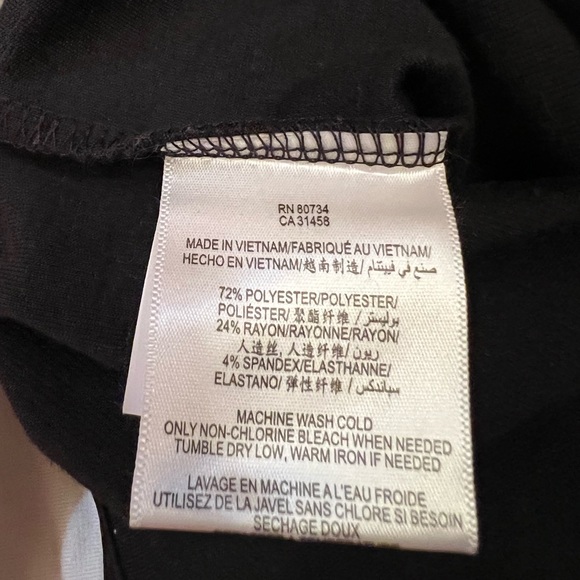 RN 80734
CA 31458
MADE IN VIETNAM/FABRIQUÉ AU VIETNAM/
HECHO EN VIETNAM/越南制造/ صنع في فييتنام
72% POLYESTER/POLYESTER/
POLIÉSTER/ 聚酯纤维 /بوليستر
24% RAYON/RAYONNE/RAYON/
人造丝, 人造纤维 /ريون
4% SPANDEX/ELASTHANNE/
ELASTANO/ 弹性纤维 /سباندكس
MACHINE WASH COLD
ONLY NON-CHLORINE BLEACH WHEN NEEDED
TUMBLE DRY LOW, WARM IRON IF NEEDED
LAVAGE EN MACHINE A L'EAU FROIDE
UTILISEZ DE LA JAVEL SANS CHLORE SI BESOIN
SECHAGE DOUX